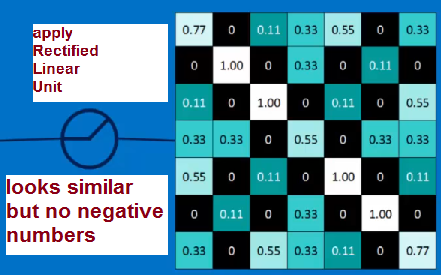 apply
Rectified
Linear
Unit
looks similar
but no negative
numbers
0.77 0 0.11 0.33 0.55 0 0.33
0 1.00 0 0.33 0 0.11 0
0.11 0 1.00 0 0.11 0 0.55
0.33 0.33 0 0.55 0 0.33 0.33
0.55 0 0.11 0 1.00 0 0.11
0 0.11 0 0.33 0 1.00 0
0.33 0 0.55 0.33 0.11 0 0.77